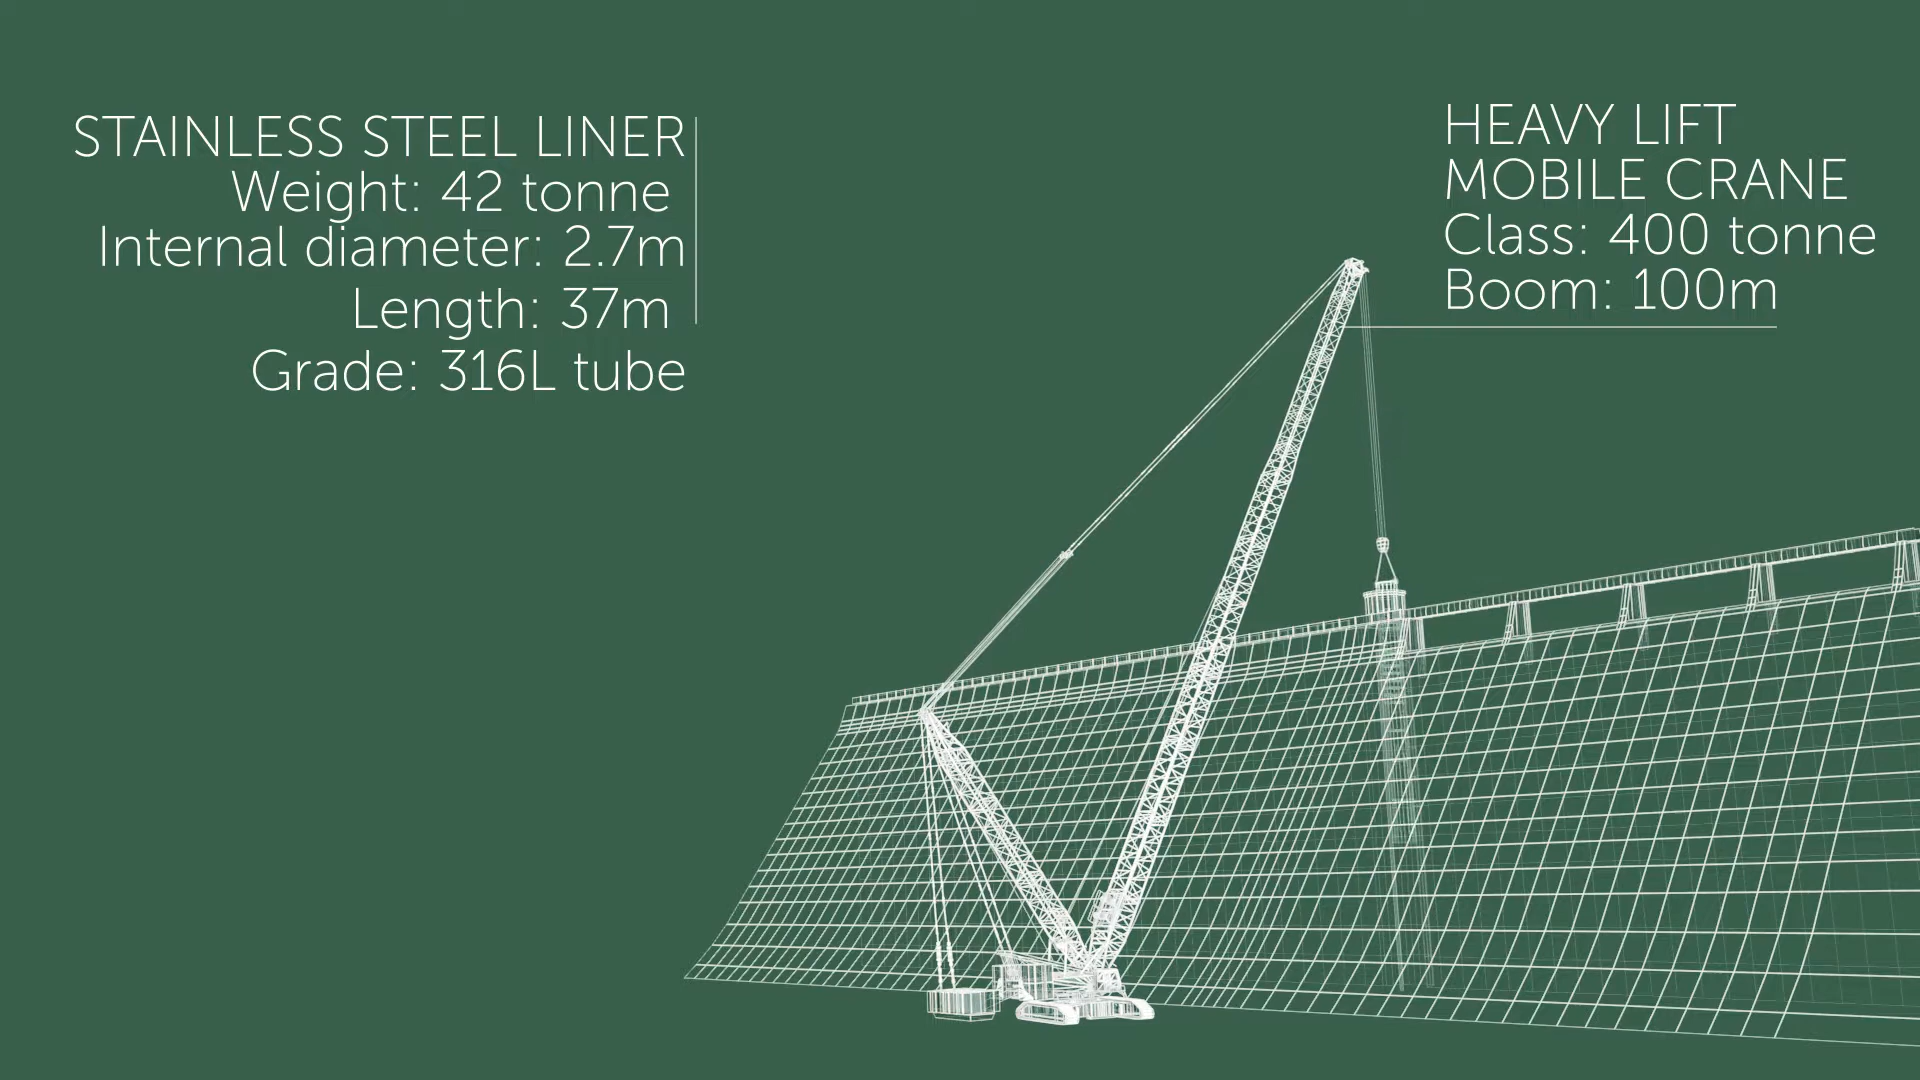 STAINLESS STEEL LINER
Weight: 42 tonne
Internal diameter: 2.7m
Length: 37m
Grade: 316L tube
HEAVY LIFT
MOBILE CRANE
Class: 400 tonne
Boom: 100m